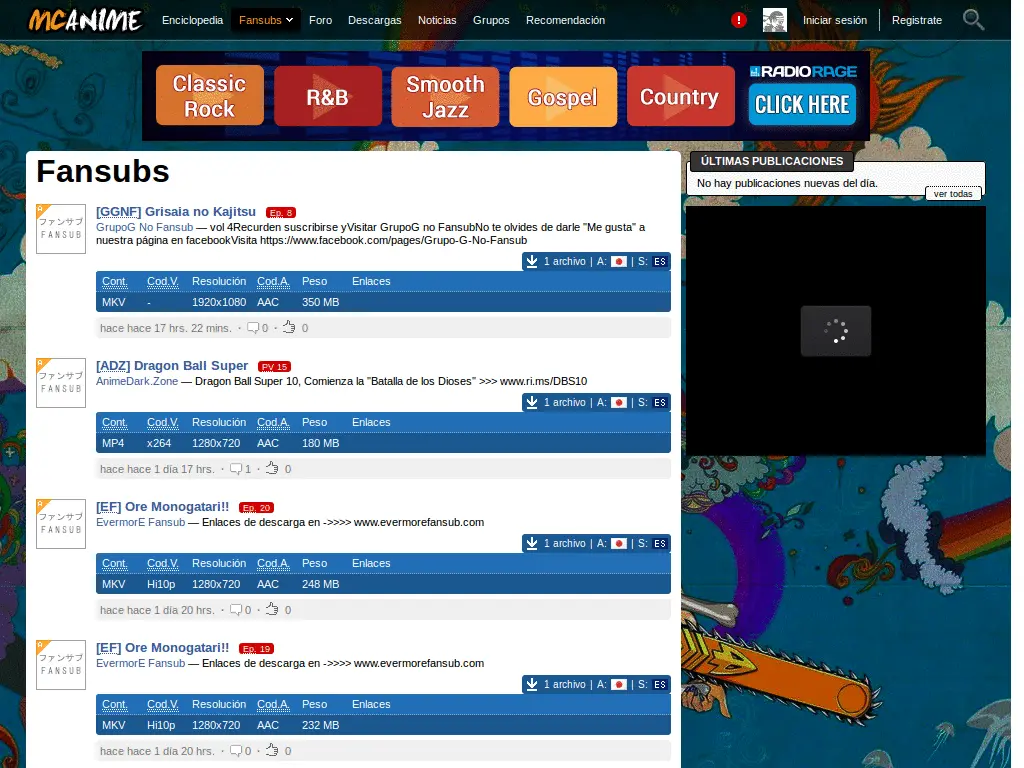 MCANIME
Enciclopedia Fansubs Foro Descargas Noticias Grupos Recomendación
Iniciar sesión Registrate
Classic Rock
R&B
Smooth Jazz
Gospel
Country
RADIORAGE
CLICK HERE
Fansubs
ファンサブ
FANSUB
[GGNF] Grisaia no Kajitsu Ep. 8
GrupoG No Fansub — vol 4Recurden suscribirse yVisitar GrupoG no FansubNo te olvides de darle "Me gusta" a
nuestra página en facebookVisita https://www.facebook.com/pages/Grupo-G-No-Fansub
1 archivo | A: | S: ES
Cont. Cod.V. Resolución Cod.A. Peso Enlaces
MKV - 1920x1080 AAC 350 MB
hace hace 17 hrs. 22 mins. · 0 · 0
ファンサブ
FANSUB
[ADZ] Dragon Ball Super PV 15
AnimeDark.Zone — Dragon Ball Super 10, Comienza la "Batalla de los Dioses" >>> www.ri.ms/DBS10
1 archivo | A: | S: ES
Cont. Cod.V. Resolución Cod.A. Peso Enlaces
MP4 x264 1280x720 AAC 180 MB
hace hace 1 día 17 hrs. · 1 · 0
ファンサブ
FANSUB
[EF] Ore Monogatari!! Ep. 20
EvermorE Fansub — Enlaces de descarga en ->>>> www.evermorefansub.com
1 archivo | A: | S: ES
Cont. Cod.V. Resolución Cod.A. Peso Enlaces
MKV Hi10p 1280x720 AAC 248 MB
hace hace 1 día 20 hrs. · 0 · 0
ファンサブ
FANSUB
[EF] Ore Monogatari!! Ep. 19
EvermorE Fansub — Enlaces de descarga en ->>>> www.evermorefansub.com
1 archivo | A: | S: ES
Cont. Cod.V. Resolución Cod.A. Peso Enlaces
MKV Hi10p 1280x720 AAC 232 MB
hace hace 1 día 20 hrs. · 0 · 0
ÚLTIMAS PUBLICACIONES
No hay publicaciones nuevas del día.
ver todas